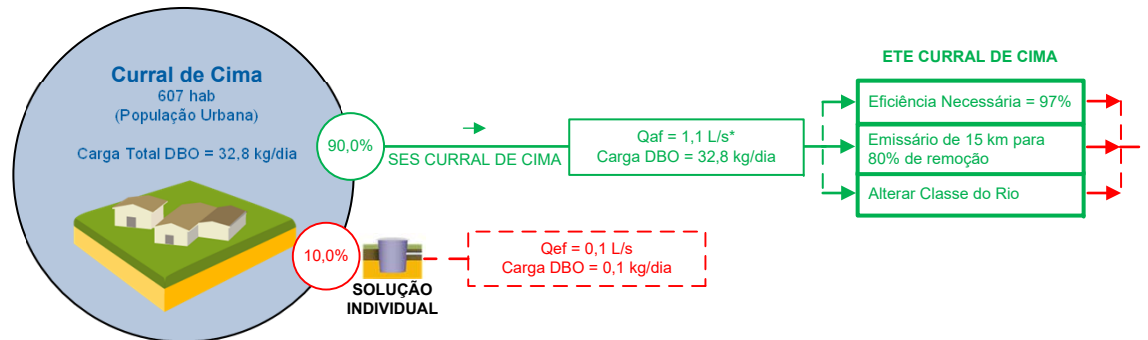 Curral de Cima
607 hab
(População Urbana)
Carga Total DBO = 32,8 kg/dia
90,0%
SES CURRAL DE CIMA
Qaf = 1,1 L/s*
Carga DBO = 32,8 kg/dia
ETE CURRAL DE CIMA
Eficiência Necessária = 97%
Emissário de 15 km para
80% de remoção
Alterar Classe do Rio
10,0%
SOLUÇÃO
INDIVIDUAL
Qef = 0,1 L/s
Carga DBO = 0,1 kg/dia